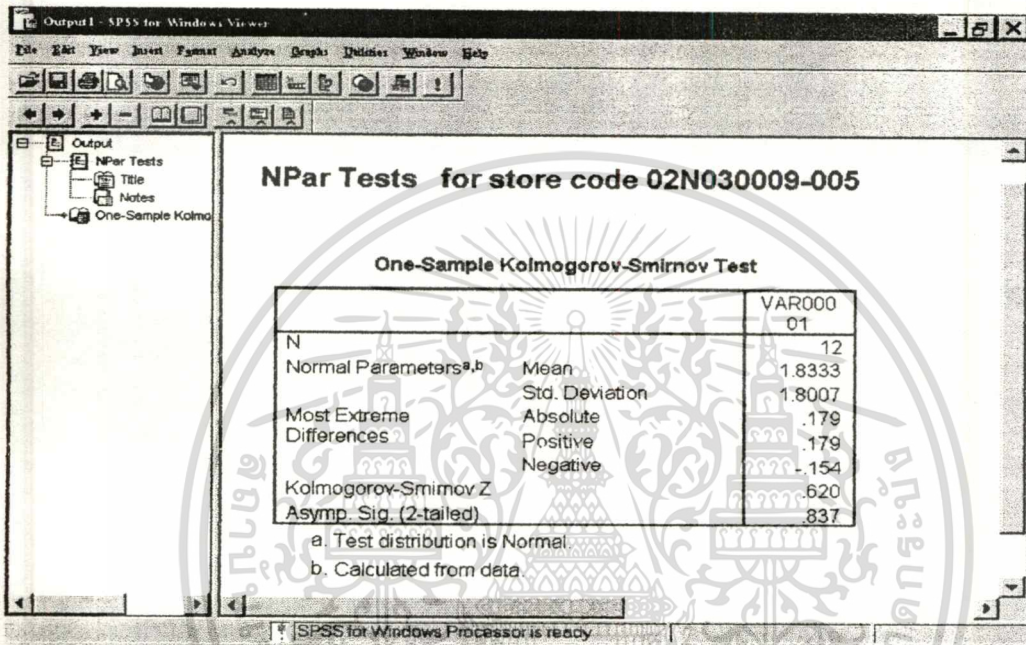 Output1 - SPSS for Windows Viewer
File Edit View Insert Format Analyze Graphs Utilities Window Help
Output
NPar Tests
Title
Notes
One-Sample Kolmo
NPar Tests for store code 02N030009-005
One-Sample Kolmogorov-Smirnov Test
VAR000
01
N 12
Normal Parameters a,b Mean 1.8333
Std. Deviation 1.8007
Most Extreme Differences Absolute .179
Positive .179
Negative -.154
Kolmogorov-Smirnov Z .620
Asymp. Sig. (2-tailed) .837
a. Test distribution is Normal.
b. Calculated from data.
SPSS for Windows Processor is ready